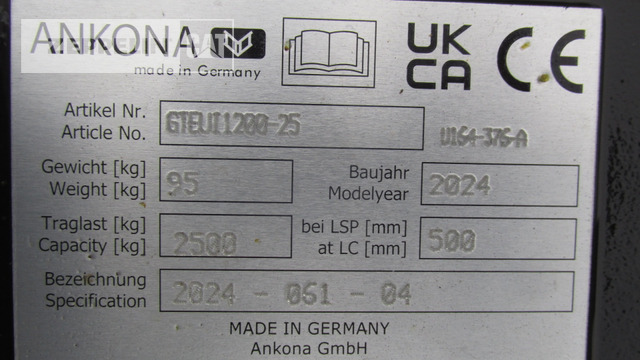 ANKONA
made in Germany
UK
CA
CE
Artikel Nr.
Article No.
GTEUI1200-25
U164-376-A
Gewicht [kg]
Weight [kg]
95
Baujahr
Modelyear
2024
Traglast [kg]
Capacity [kg]
2500
bei LSP [mm]
at LC [mm]
500
Bezeichnung
Specification
2024 - 061 - 04
MADE IN GERMANY
Ankona GmbH